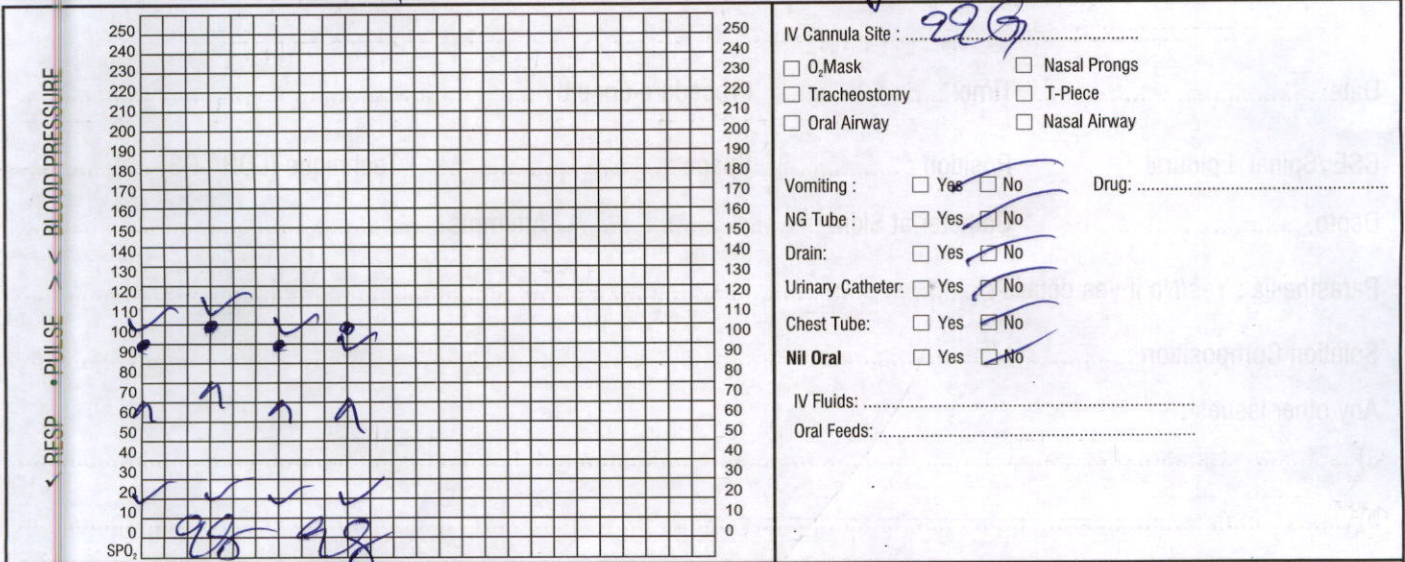 RESP • PULSE BLOOD PRESSURE
250 250
240 240
230 230
220 220
210 210
200 200
190 190
180 180
170 170
160 160
150 150
140 140
130 130
120 120
110 110
100 100
90 90
80 80
70 70
60 60
50 50
40 40
30 30
20 20
10 10
0 0
SPO₂ 98 98
IV Cannula Site : 22G
O₂Mask Nasal Prongs
Tracheostomy T-Piece
Oral Airway Nasal Airway
Vomiting : Yes No Drug:
NG Tube : Yes No
Drain: Yes No
Urinary Catheter: Yes No
Chest Tube: Yes No
Nil Oral Yes No
IV Fluids:
Oral Feeds: